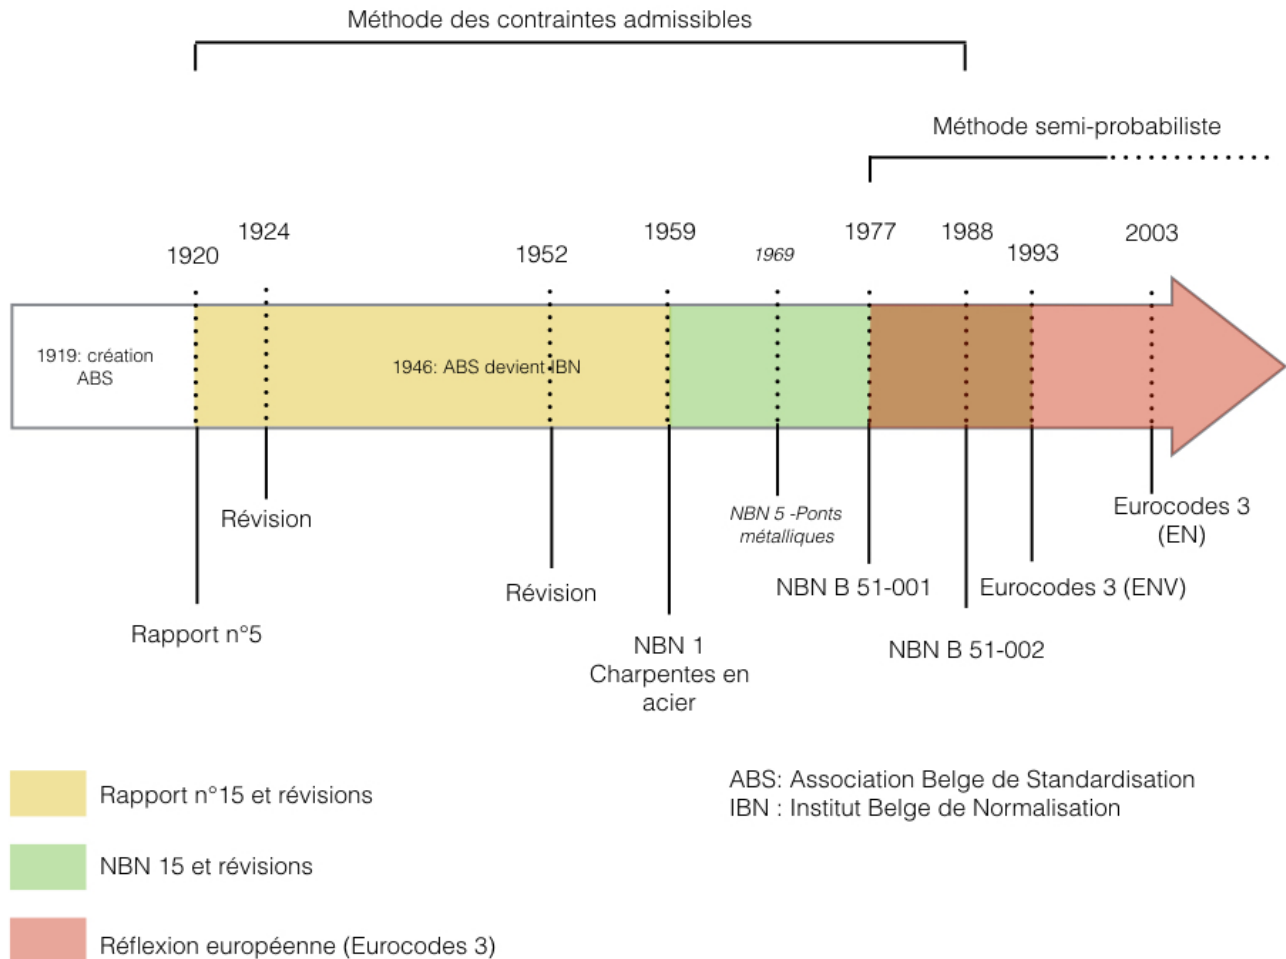 Méthode des contraintes admissibles
Méthode semi-probabiliste
1920
1924
1952
1959
1969
1977
1988
1993
2003
1919: création
ABS
1946: ABS devient IBN
Rapport n°5
Révision
Révision
NBN 1
Charpentes en
acier
NBN 5 -Ponts
métalliques
NBN B 51-001
NBN B 51-002
Eurocodes 3 (ENV)
Eurocodes 3
(EN)
Rapport n°15 et révisions
NBN 15 et révisions
Réflexion européenne (Eurocodes 3)
ABS: Association Belge de Standardisation
IBN : Institut Belge de Normalisation